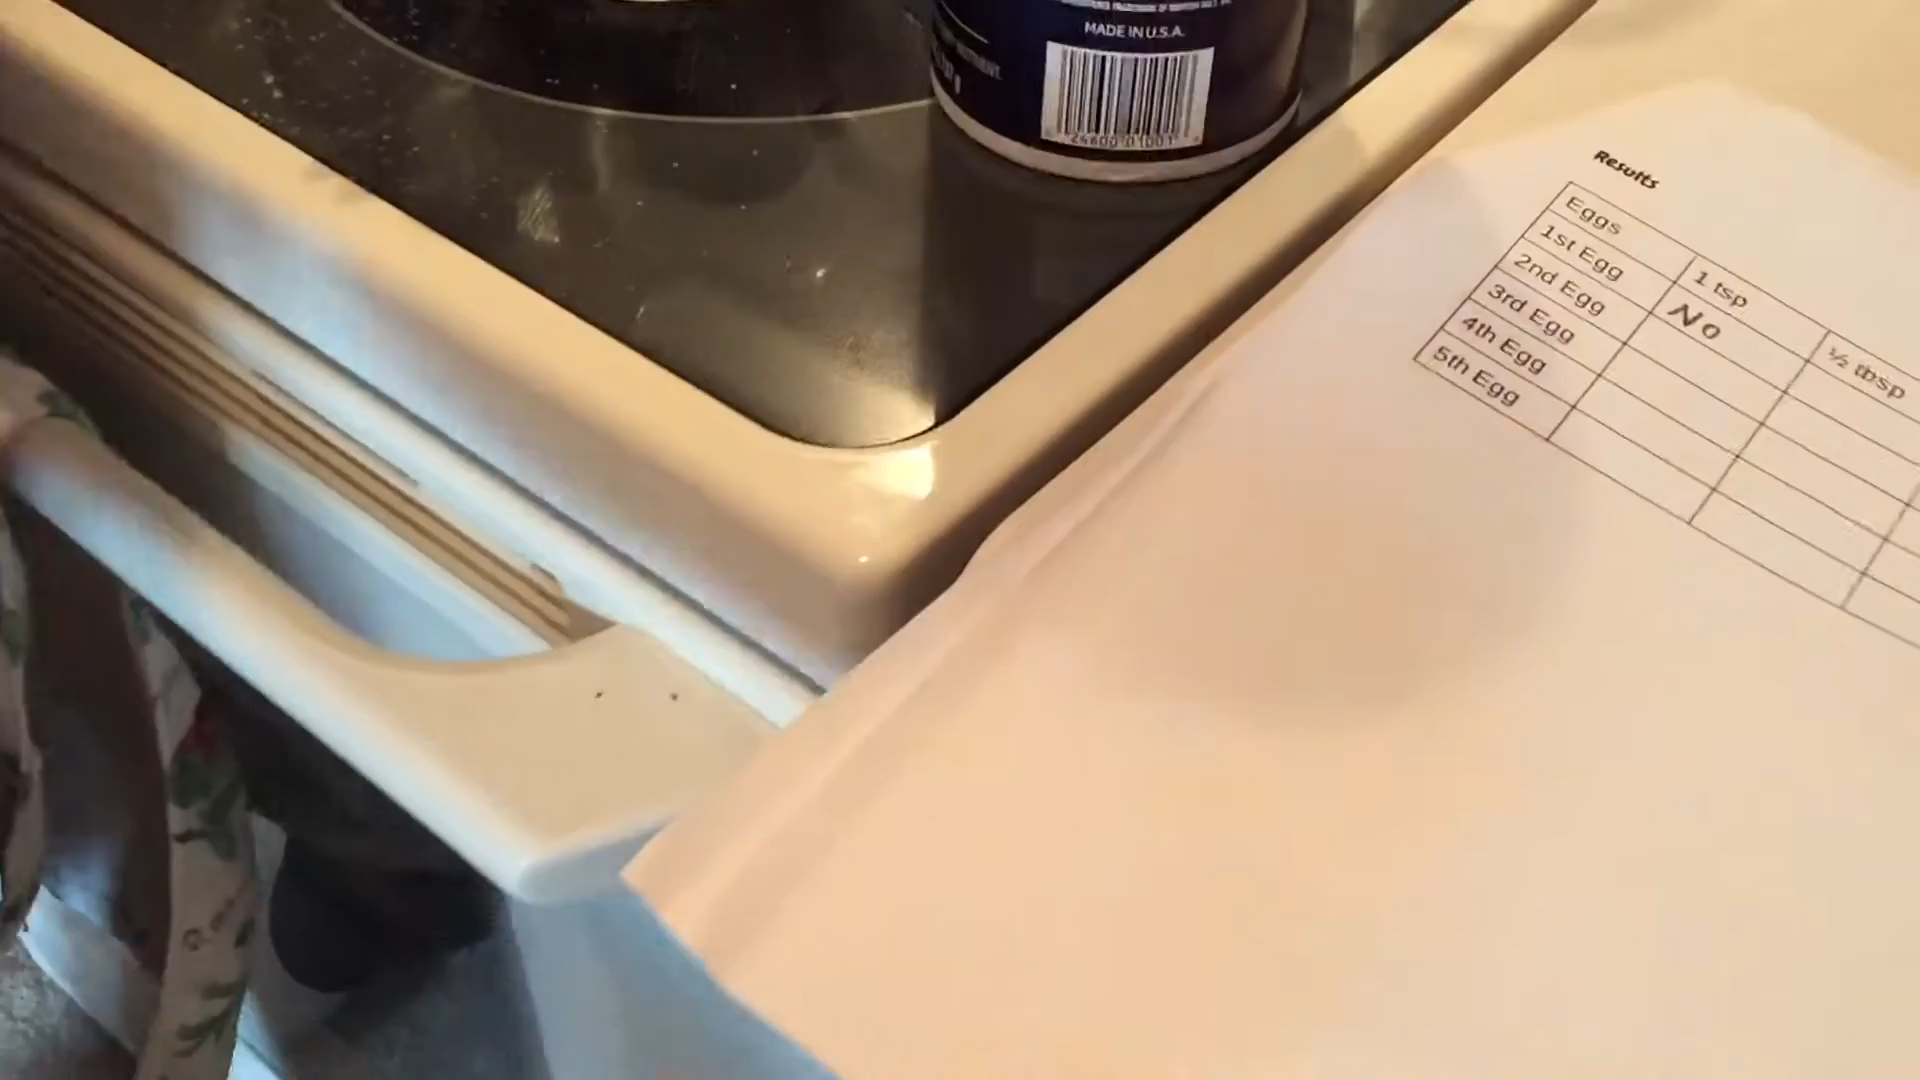 MADE IN U.S.A.
Results
Eggs
1 tsp
½ tbsp
1st Egg
No
2nd Egg
3rd Egg
4th Egg
5th Egg